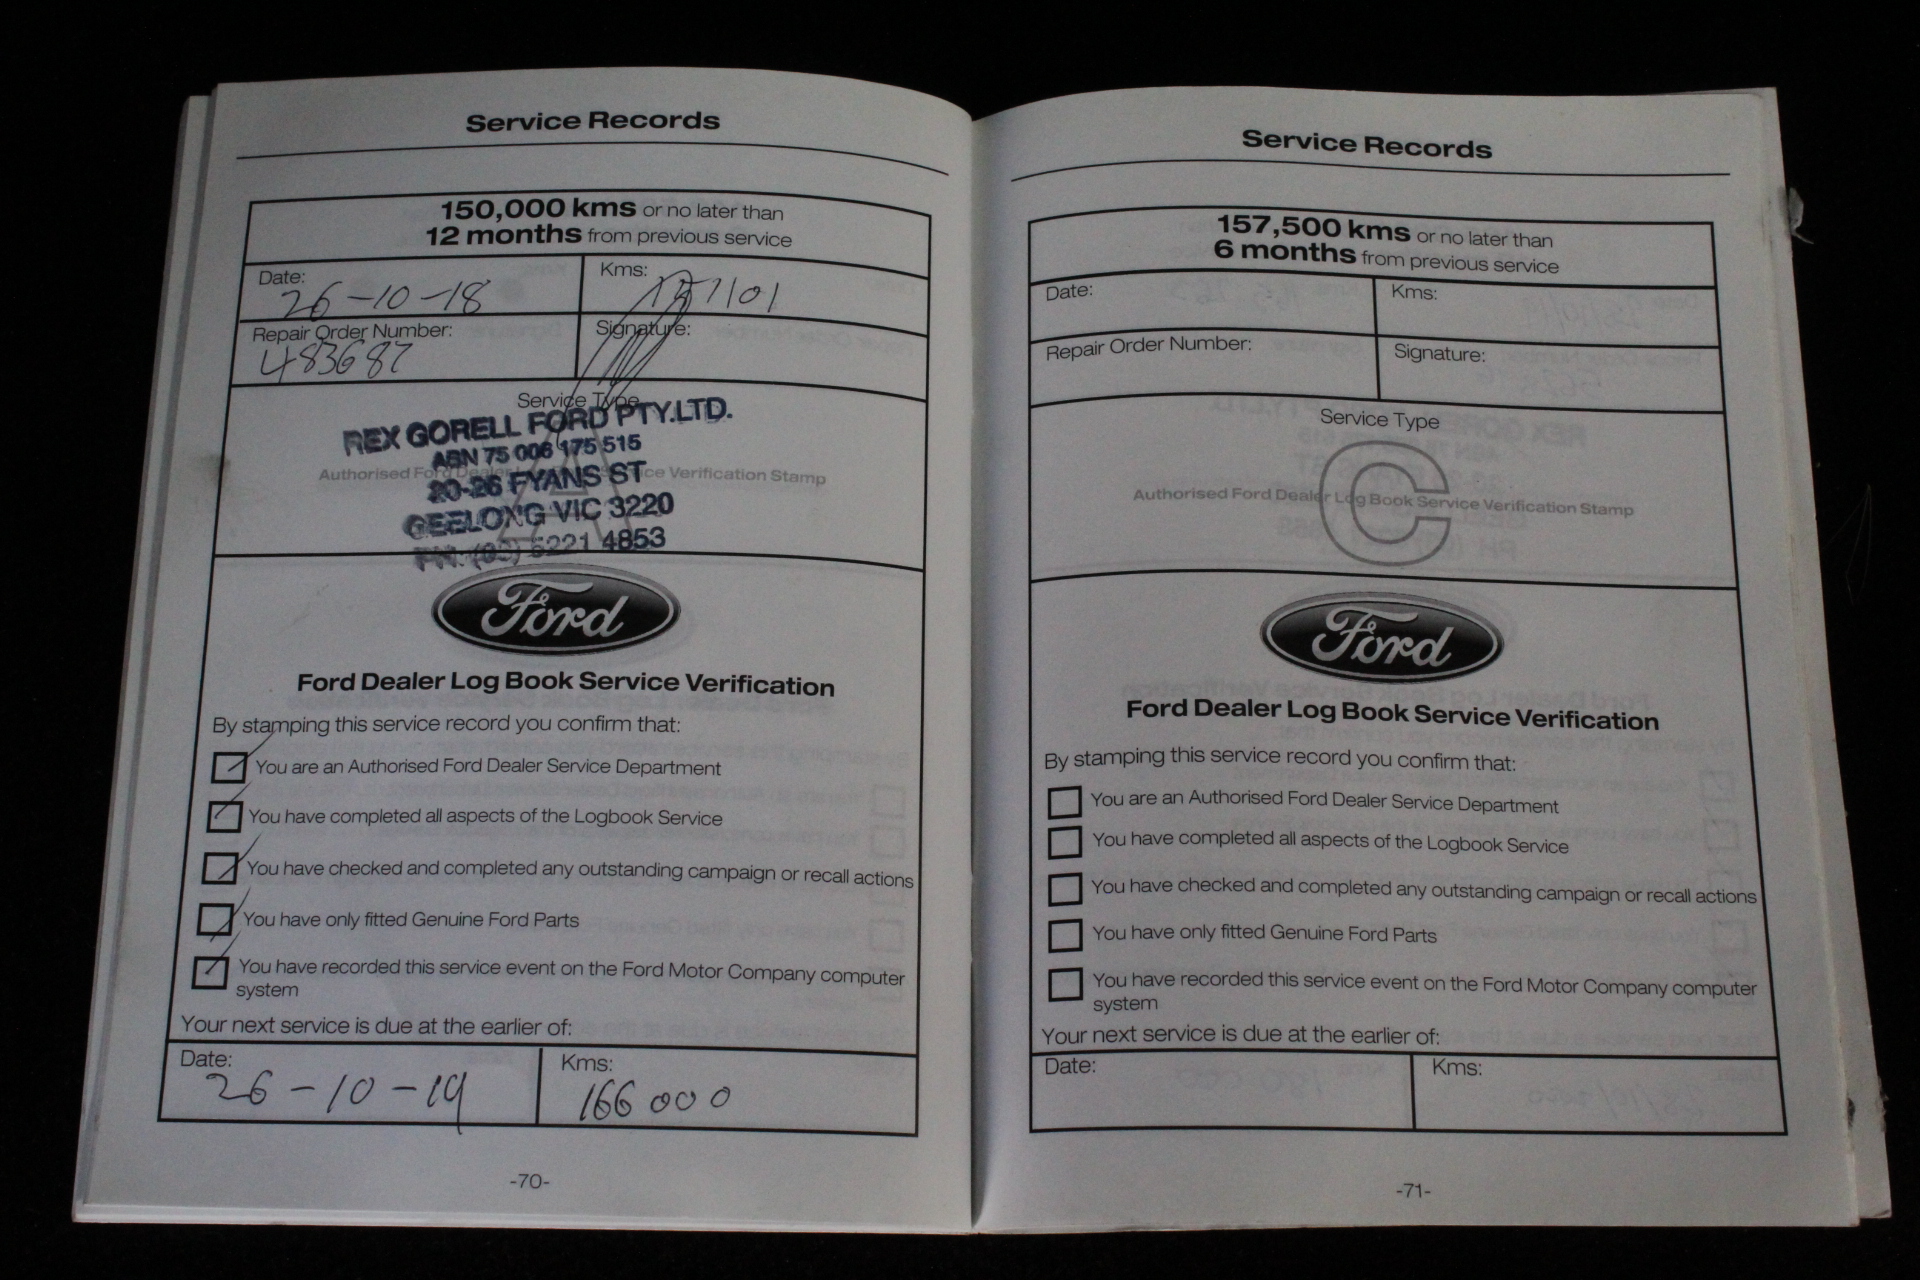 Service Records
150,000 kms or no later than
12 months from previous service
Date:
26-10-18
Kms:
151101
Repair Order Number:
483687
Signature:
Service Type
REX GORELL FORD PTY.LTD.
ABN 75 006 175 515
Authorised Ford Dealer Log Book Service Verification Stamp
20-26 FYANS ST
GEELONG VIC 3220
PH: (03) 5221 4853
Ford
Ford Dealer Log Book Service Verification
By stamping this service record you confirm that:
You are an Authorised Ford Dealer Service Department
You have completed all aspects of the Logbook Service
You have checked and completed any outstanding campaign or recall actions
You have only fitted Genuine Ford Parts
You have recorded this service event on the Ford Motor Company computer
system
Your next service is due at the earlier of:
Date:
26-10-19
Kms:
166000
-70-
Service Records
157,500 kms or no later than
6 months from previous service
Date:
Kms:
Repair Order Number:
Signature:
Service Type
C
Authorised Ford Dealer Log Book Service Verification Stamp
Ford
Ford Dealer Log Book Service Verification
By stamping this service record you confirm that:
You are an Authorised Ford Dealer Service Department
You have completed all aspects of the Logbook Service
You have checked and completed any outstanding campaign or recall actions
You have only fitted Genuine Ford Parts
You have recorded this service event on the Ford Motor Company computer
system
Your next service is due at the earlier of:
Date:
Kms:
-71-